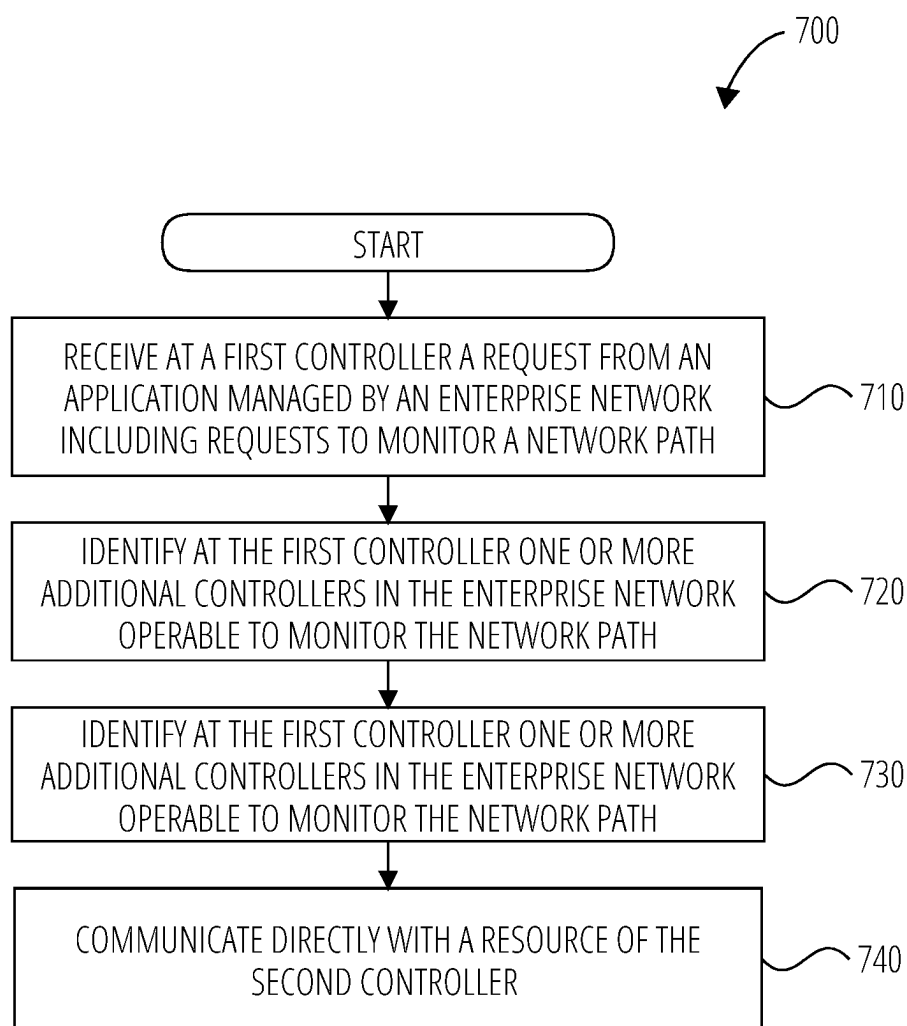 700
START
RECEIVE AT A FIRST CONTROLLER A REQUEST FROM AN
APPLICATION MANAGED BY AN ENTERPRISE NETWORK
INCLUDING REQUESTS TO MONITOR A NETWORK PATH
710
IDENTIFY AT THE FIRST CONTROLLER ONE OR MORE
ADDITIONAL CONTROLLERS IN THE ENTERPRISE NETWORK
OPERABLE TO MONITOR THE NETWORK PATH
720
IDENTIFY AT THE FIRST CONTROLLER ONE OR MORE
ADDITIONAL CONTROLLERS IN THE ENTERPRISE NETWORK
OPERABLE TO MONITOR THE NETWORK PATH
730
COMMUNICATE DIRECTLY WITH A RESOURCE OF THE
SECOND CONTROLLER
740